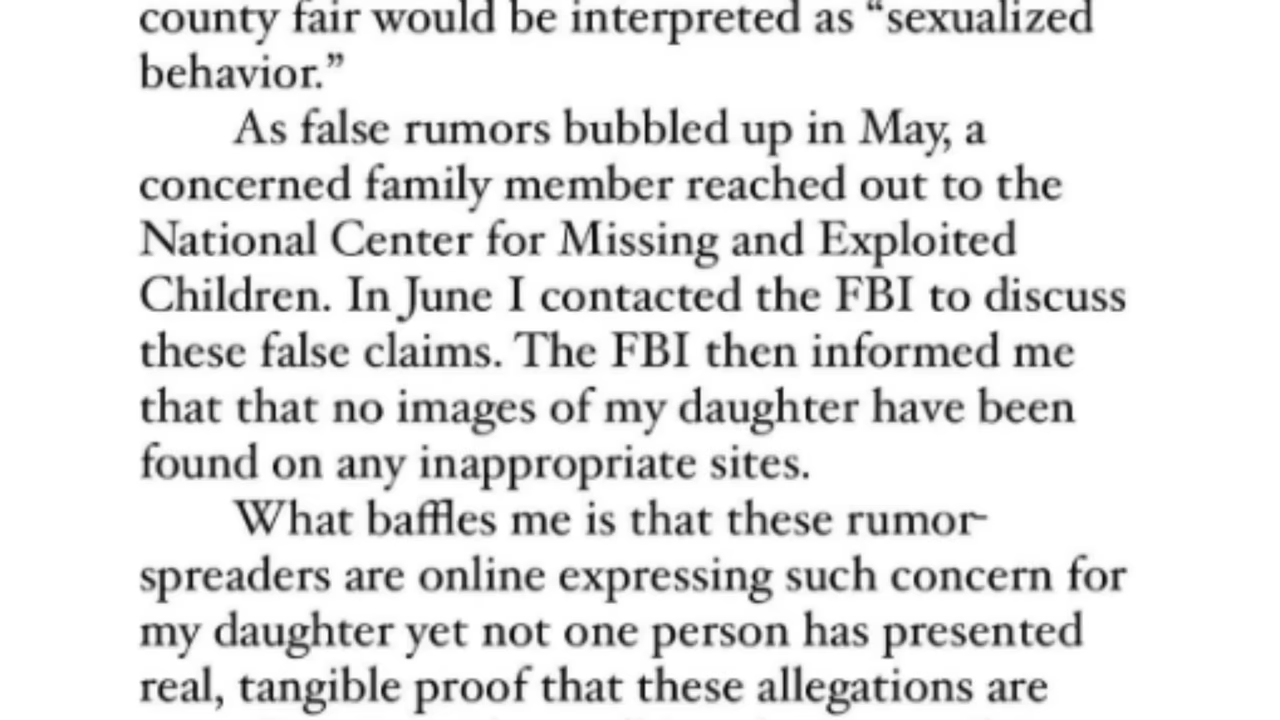 county fair would be interpreted as “sexualized
behavior.”
As false rumors bubbled up in May, a
concerned family member reached out to the
National Center for Missing and Exploited
Children. In June I contacted the FBI to discuss
these false claims. The FBI then informed me
that that no images of my daughter have been
found on any inappropriate sites.
What baffles me is that these rumor-
spreaders are online expressing such concern for
my daughter yet not one person has presented
real, tangible proof that these allegations are